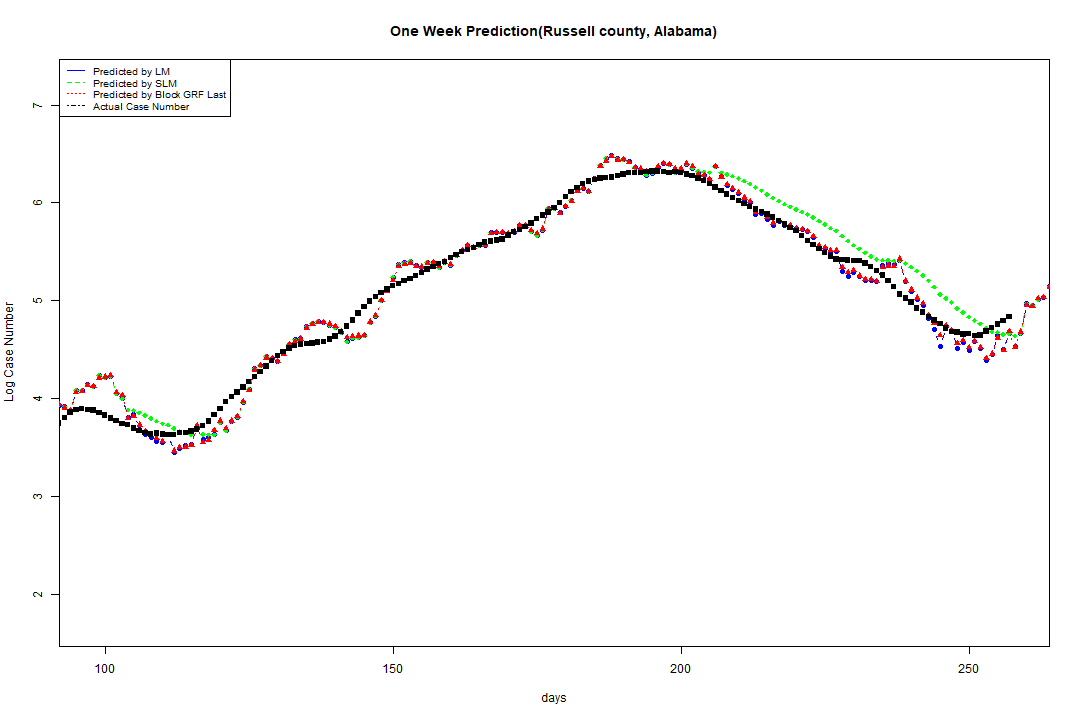 One Week Prediction(Russell county, Alabama)
Predicted by LM
Predicted by SLM
Predicted by Block GRF Last
Actual Case Number
7
6
5
4
3
2
Log Case Number
100 150 200 250
days